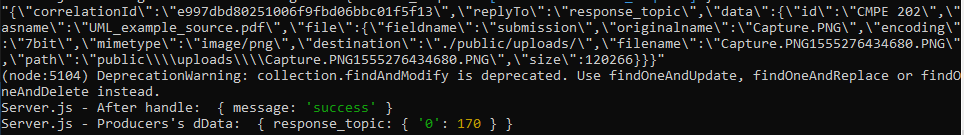 "{\"correlationId\":\"e997dbd80251006f9fbd06bbc01f5f13\",\"replyTo\":\"response_topic\",\"data\":{\"id\":\"CMPE 202\",\"
asname\":\"UML_example_source.pdf\",\"file\":{\"fieldname\":\"submission\",\"originalname\":\"Capture.PNG\",\"encoding\"
:\"7bit\",\"mimetype\":\"image/png\",\"destination\":\"./public/uploads/\",\"filename\":\"Capture.PNG1555276434680.PNG\"
,\"path\":\"public\\\\uploads\\\\Capture.PNG1555276434680.PNG\",\"size\":120266}}}"
(node:5104) DeprecationWarning: collection.findAndModify is deprecated. Use findOneAndUpdate, findOneAndReplace or findO
neAndDelete instead.
Server.js - After handle:  { message: 'success' }
Server.js - Producers's dData:  { response_topic: { '0': 170 } }